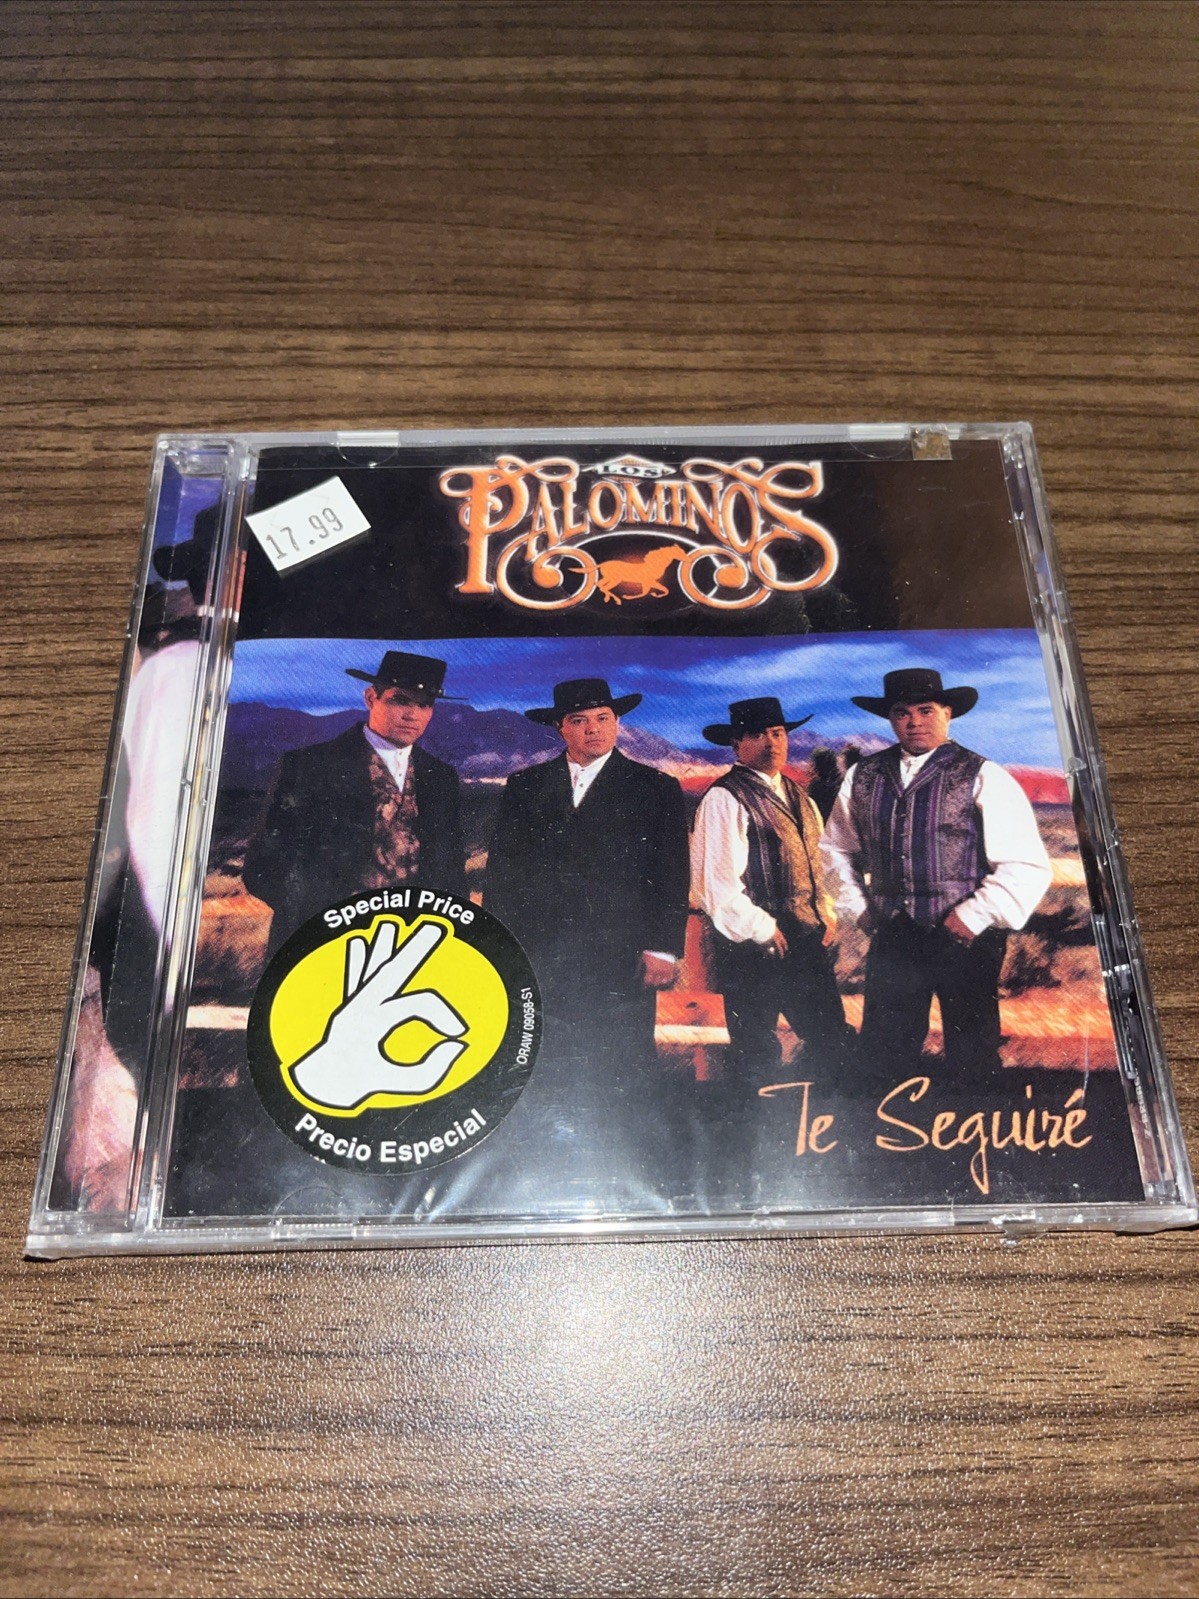 LOS
PALOMINOS
17.99
Special Price
ORAW 09058-S1
Precio Especial
Te Seguiré